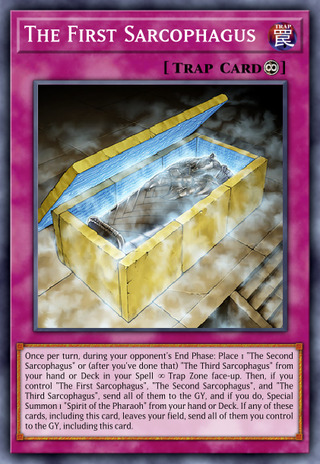 The First Sarcophagus
TRAP
罠
[ Trap Card ]
Once per turn, during your opponent's End Phase: Place 1 "The Second
Sarcophagus" or (after you've done that) "The Third Sarcophagus" from
your hand or Deck in your Spell ∞ Trap Zone face-up. Then, if you
control "The First Sarcophagus", "The Second Sarcophagus", and "The
Third Sarcophagus", send all of them to the GY, and if you do, Special
Summon 1 "Spirit of the Pharaoh" from your hand or Deck. If any of these
cards, including this card, leaves your field, send all of them you control
to the GY, including this card.